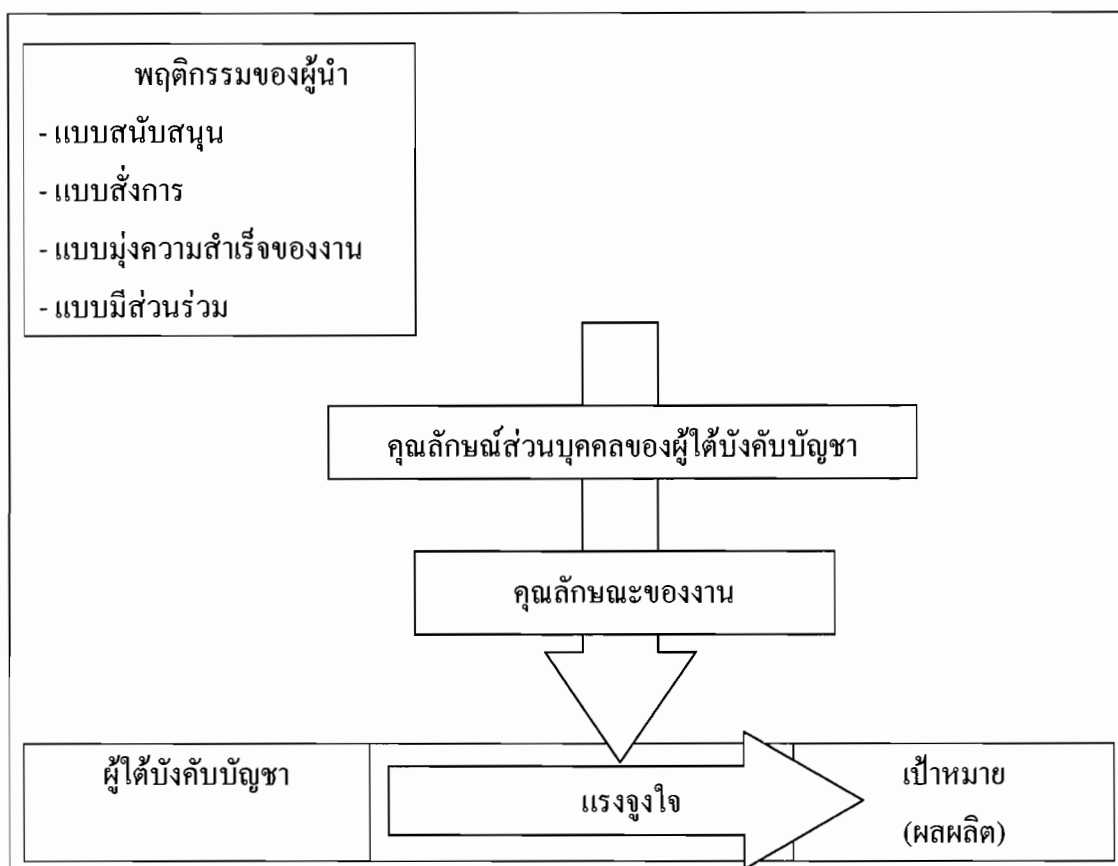 พฤติกรรมของผู้นำ
- แบบสนับสนุน
- แบบสั่งการ
- แบบมุ่งความสำเร็จของงาน
- แบบมีส่วนร่วม
คุณลักษณ์ส่วนบุคคลของผู้ใต้บังคับบัญชา
คุณลักษณะของงาน
ผู้ใต้บังคับบัญชา
แรงจูงใจ
เป้าหมาย
(ผลผลิต)